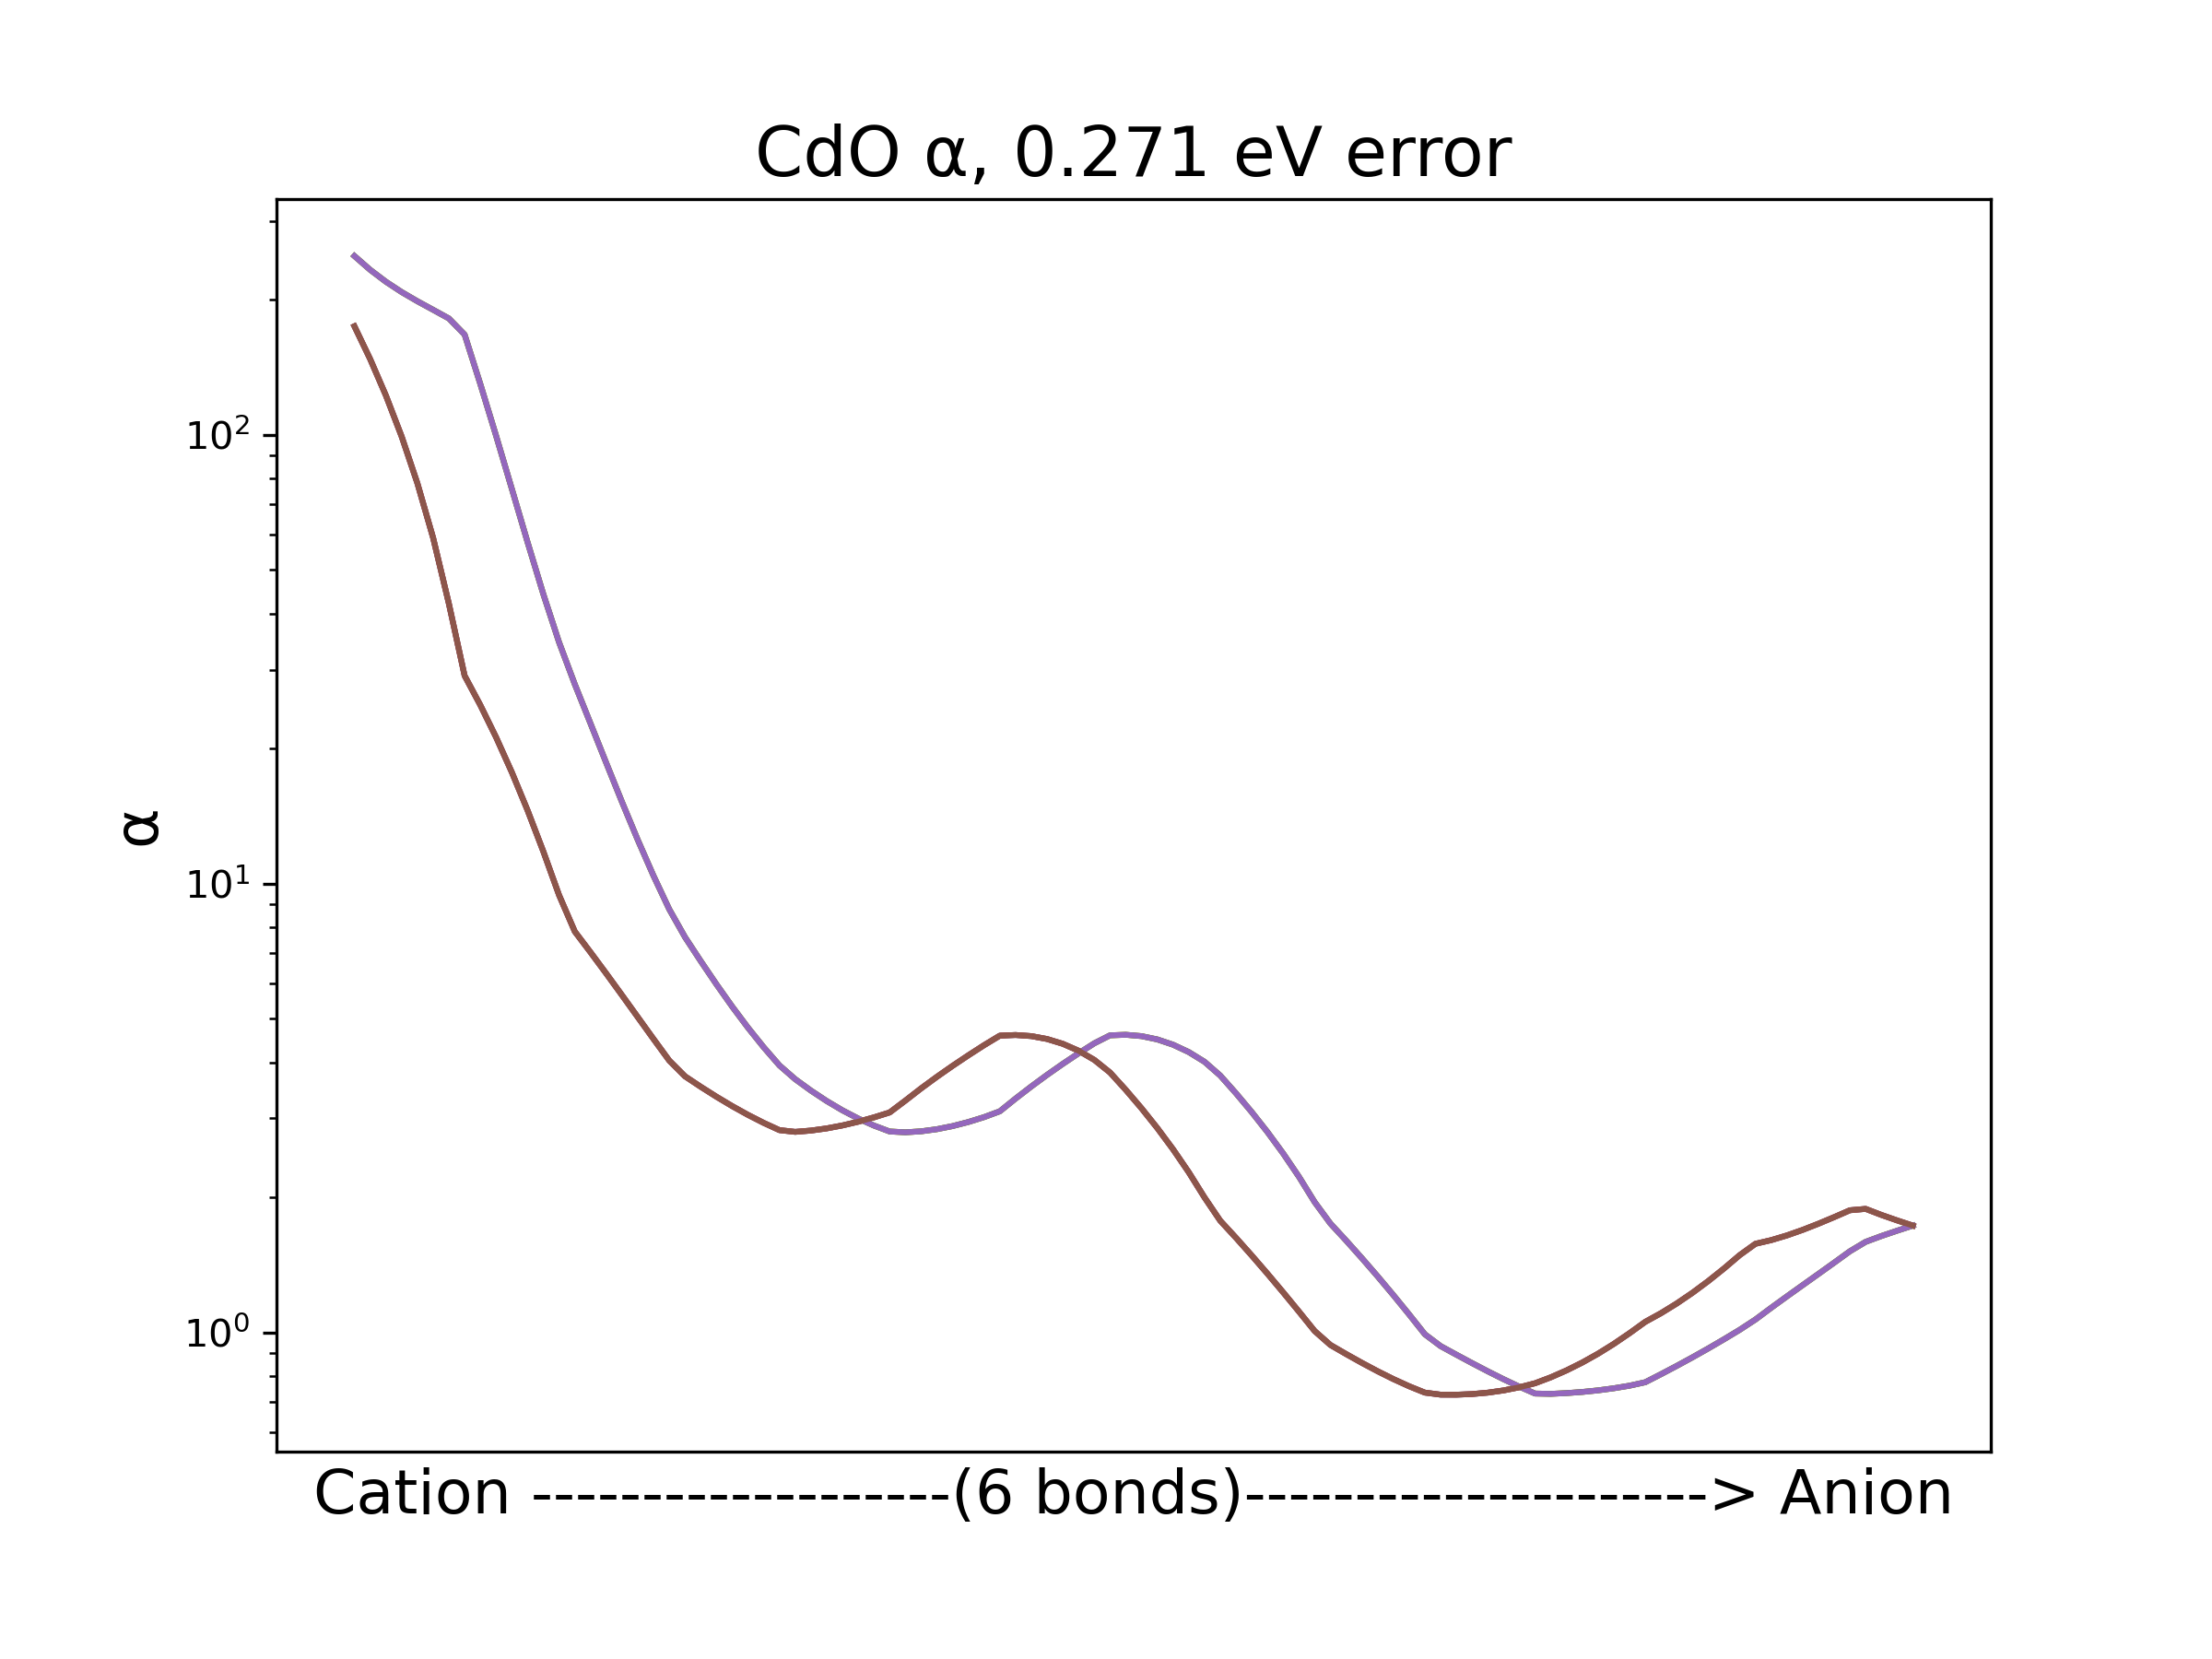 CdO α, 0.271 eV error
10²
10¹
10⁰
α
Cation -------------------(6 bonds)---------------------> Anion